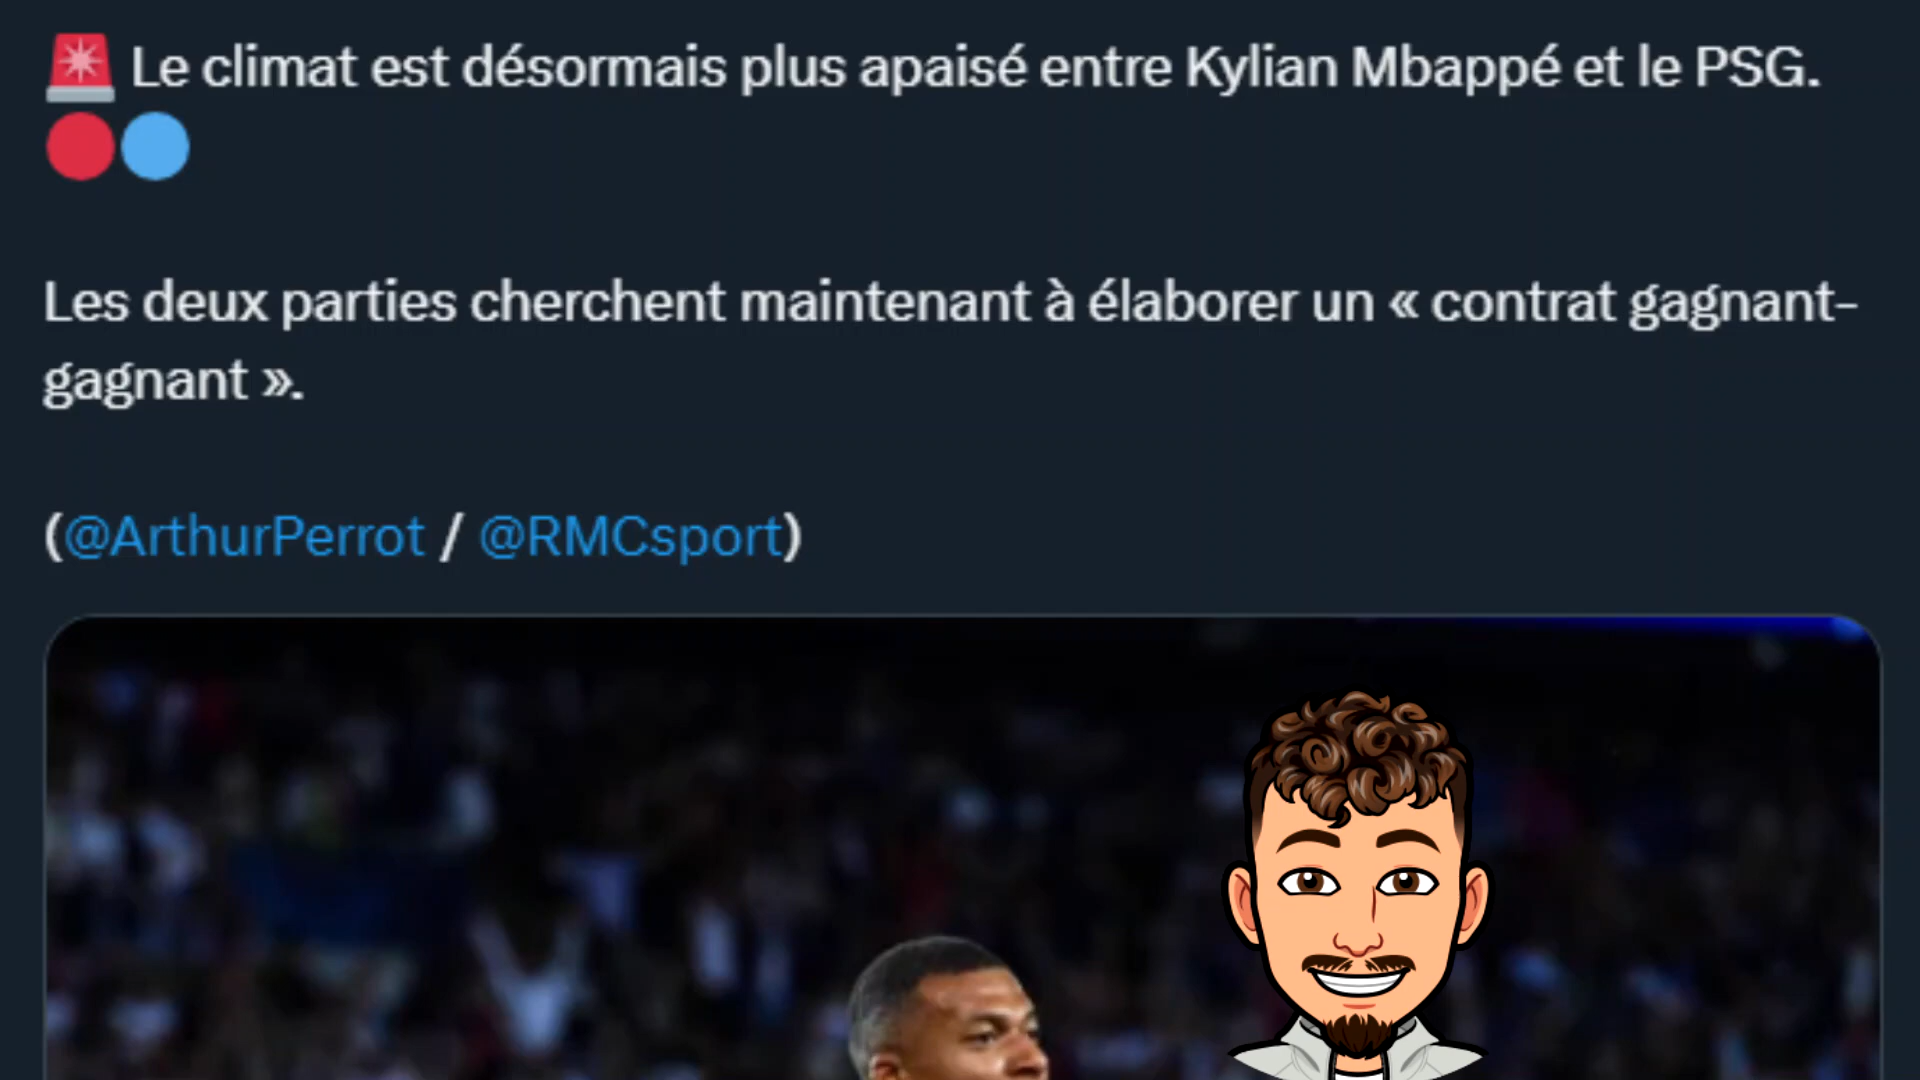 🚨 Le climat est désormais plus apaisé entre Kylian Mbappé et le PSG.
🔴🔵
Les deux parties cherchent maintenant à élaborer un « contrat gagnant-
gagnant ».
(@ArthurPerrot / @RMCsport)